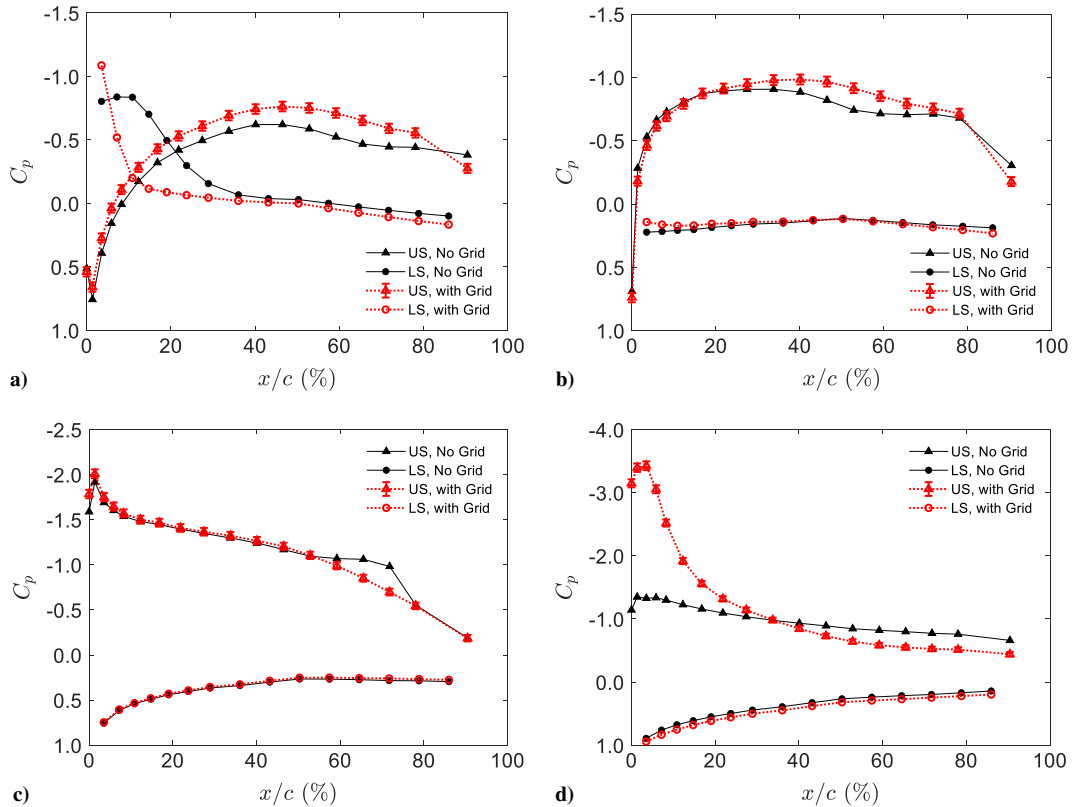 -1.5
-1.0
-0.5
0.0
0.5
1.0
Cp
0 20 40 60 80 100
x/c (%)
US, No Grid
LS, No Grid
US, with Grid
LS, with Grid
a)
-1.5
-1.0
-0.5
0.0
0.5
1.0
Cp
0 20 40 60 80 100
x/c (%)
US, No Grid
LS, No Grid
US, with Grid
LS, with Grid
b)
-2.5
-2.0
-1.5
-1.0
-0.5
0.0
0.5
1.0
Cp
0 20 40 60 80 100
x/c (%)
US, No Grid
LS, No Grid
US, with Grid
LS, with Grid
c)
-4.0
-3.0
-2.0
-1.0
0.0
1.0
Cp
0 20 40 60 80 100
x/c (%)
US, No Grid
LS, No Grid
US, with Grid
LS, with Grid
d)